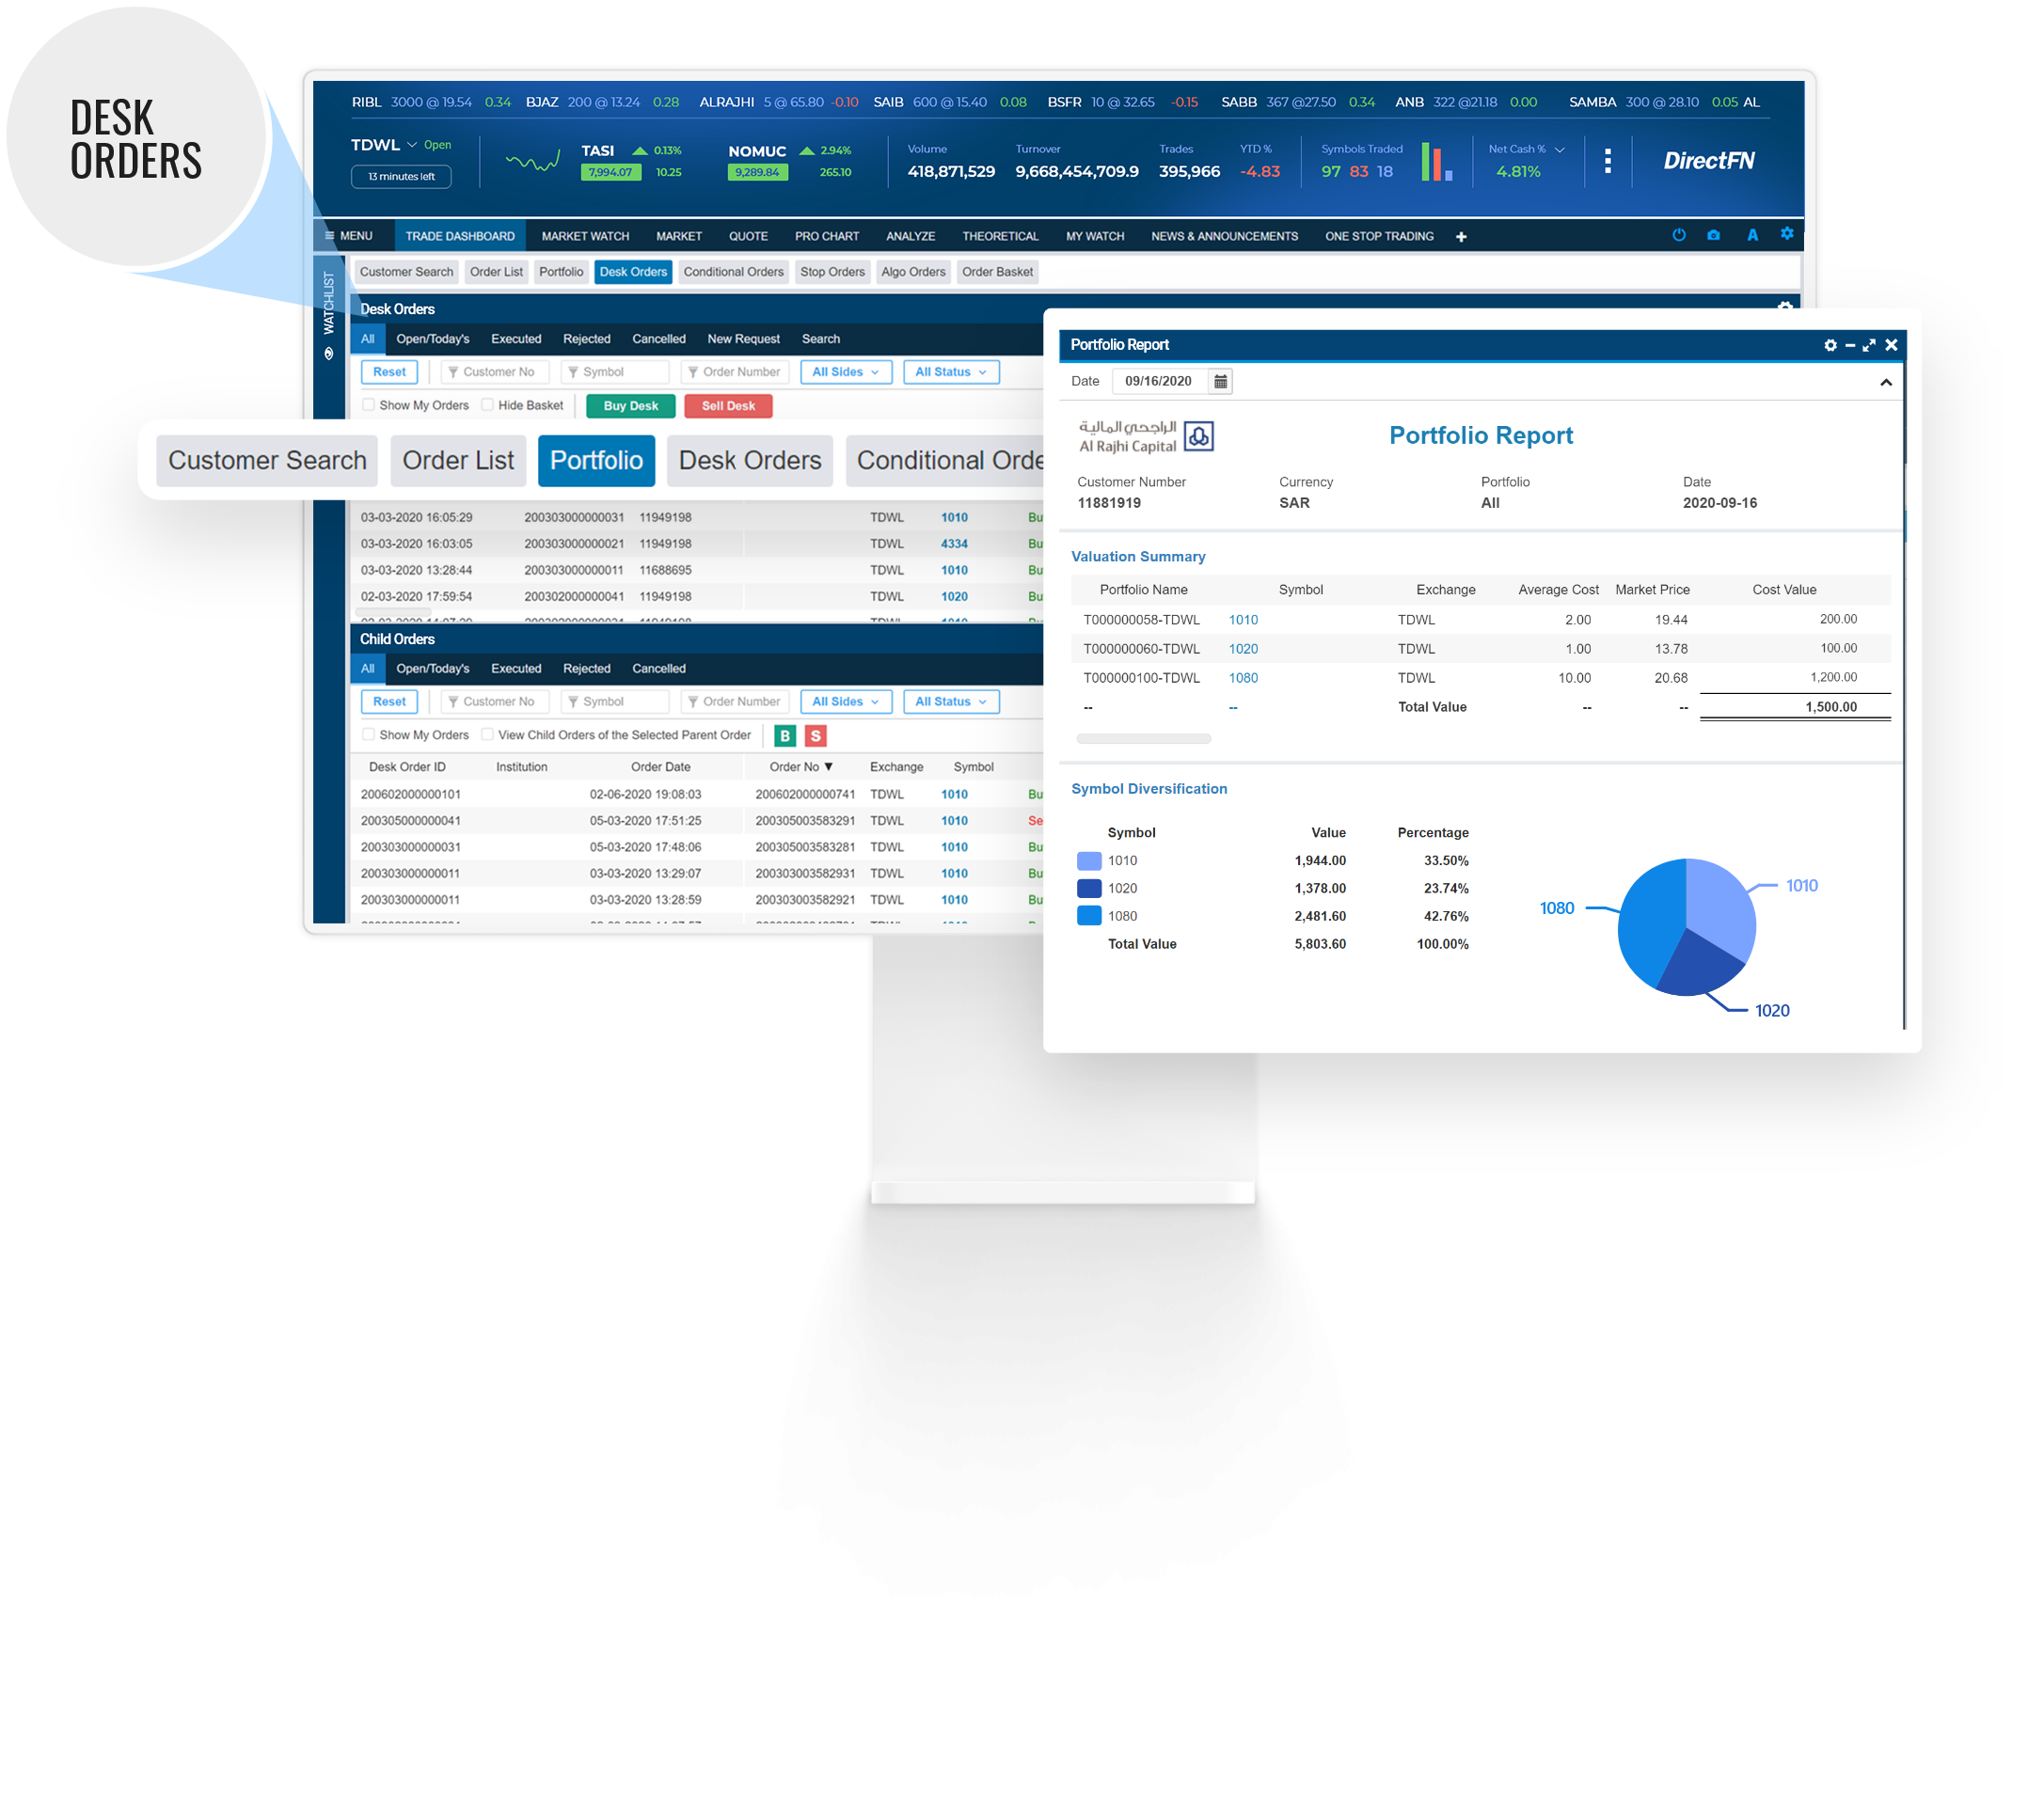 DESK
ORDERS
RIBL 3000 @ 19.54 0.34 BJAZ 200 @ 13.24 0.28 ALRAJHI 5 @ 65.80 -0.10 SAIB 600 @ 15.40 0.08 BSFR 10 @ 32.65 -0.15 SABB 367 @27.50 0.34 ANB 322 @21.18 0.00 SAMBA 300 @ 28.10 0.05 AL
TDWL Open
13 minutes left
TASI 0.13%
7,994.07 10.25
NOMUC 2.94%
9,289.84 265.10
Volume Turnover Trades YTD % Symbols Traded Net Cash %
418,871,529 9,668,454,709.9 395,966 -4.83 97 83 18 4.81%
DirectFN
MENU TRADE DASHBOARD MARKET WATCH MARKET QUOTE PRO CHART ANALYZE THEORETICAL MY WATCH NEWS & ANNOUNCEMENTS ONE STOP TRADING +
A
WATCHLIST
Customer Search Order List Portfolio Desk Orders Conditional Orders Stop Orders Algo Orders Order Basket
Desk Orders
All Open/Today's Executed Rejected Cancelled New Request Search
Reset Customer No Symbol Order Number All Sides All Status
Show My Orders Hide Basket Buy Desk Sell Desk
Customer Search Order List Portfolio Desk Orders Conditional Orde
03-03-2020 16:05:29 200303000000031 11949198 TDWL 1010 Bu
03-03-2020 16:03:05 200303000000021 11949198 TDWL 4334 Bu
03-03-2020 13:28:44 200303000000011 11688695 TDWL 1010 Bu
02-03-2020 17:59:54 200302000000041 11949198 TDWL 1020 Bu
Child Orders
All Open/Today's Executed Rejected Cancelled
Reset Customer No Symbol Order Number All Sides All Status
Show My Orders View Child Orders of the Selected Parent Order B S
Desk Order ID Institution Order Date Order No ▼ Exchange Symbol
200602000000101 02-06-2020 19:08:03 200602000000741 TDWL 1010 Bu
200305000000041 05-03-2020 17:51:25 200305003583291 TDWL 1010 Se
200303000000031 05-03-2020 17:48:06 200305003583281 TDWL 1010 Bu
200303000000011 03-03-2020 13:29:07 200303003582931 TDWL 1010 Bu
200303000000011 03-03-2020 13:28:59 200303003582921 TDWL 1010 Bu
Portfolio Report
Date 09/16/2020
الراجحي المالية
Al Rajhi Capital
Portfolio Report
Customer Number Currency Portfolio Date
11881919 SAR All 2020-09-16
Valuation Summary
Portfolio Name Symbol Exchange Average Cost Market Price Cost Value
T000000058-TDWL 1010 TDWL 2.00 19.44 200.00
T000000060-TDWL 1020 TDWL 1.00 13.78 100.00
T000000100-TDWL 1080 TDWL 10.00 20.68 1,200.00
-- -- Total Value -- -- 1,500.00
Symbol Diversification
Symbol Value Percentage
1010 1,944.00 33.50%
1020 1,378.00 23.74%
1080 2,481.60 42.76%
Total Value 5,803.60 100.00%
1010
1080
1020